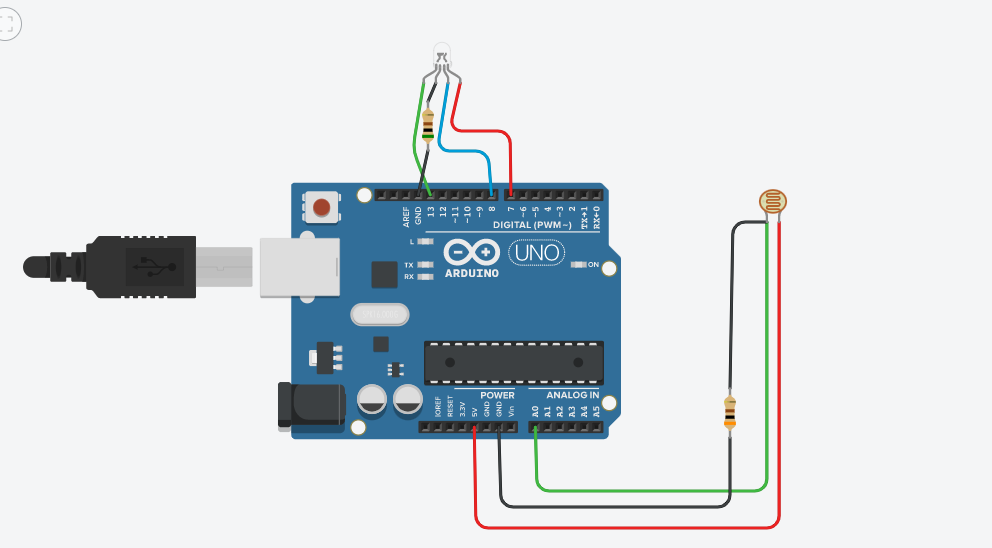 AREF
GND
13
12
~11
~10
~9
8
7
~6
~5
4
~3
2
TX→1
RX←0
DIGITAL (PWM~)
L
TX
RX
ARDUINO
UNO
ON
POWER
ANALOG IN
IOREF
RESET
3.3V
5V
GND
GND
Vin
A0
A1
A2
A3
A4
A5